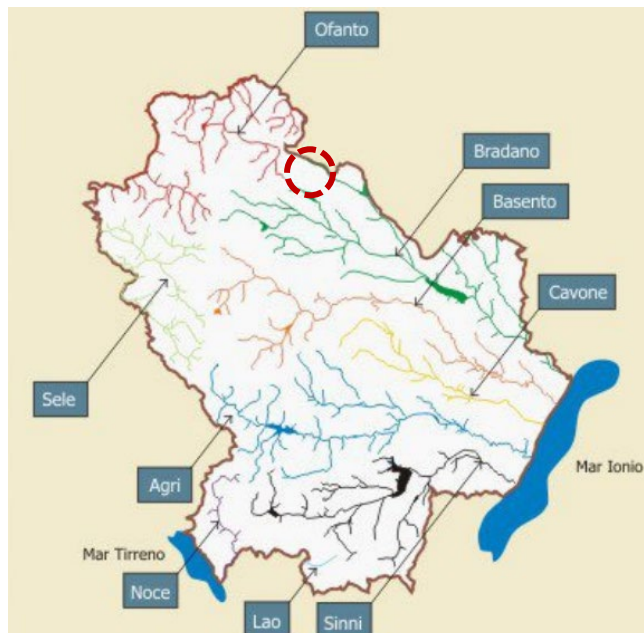 Ofanto
Bradano
Basento
Cavone
Sele
Mar Ionio
Agri
Mar Tirreno
Noce
Lao
Sinni